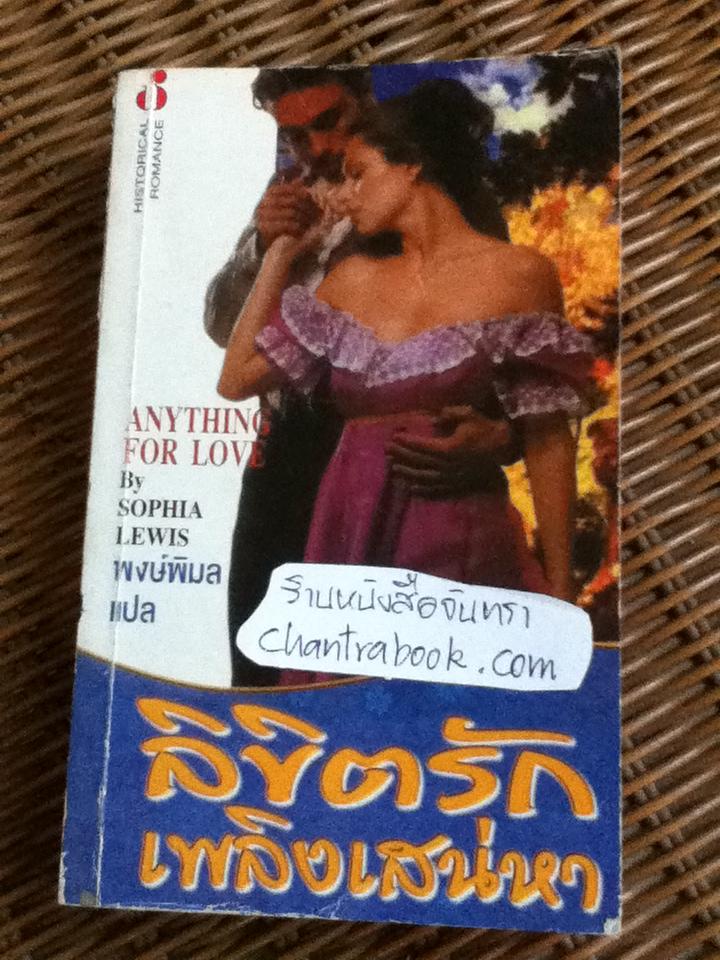 HISTORICAL
ROMANCE
ANYTHING
FOR LOVE
By
SOPHIA
LEWIS
พงษ์พิมล
แปล
ร้านหนังสือจันทรา
chantrabook.com
ลิขิตรัก
เพลิงเสน่หา